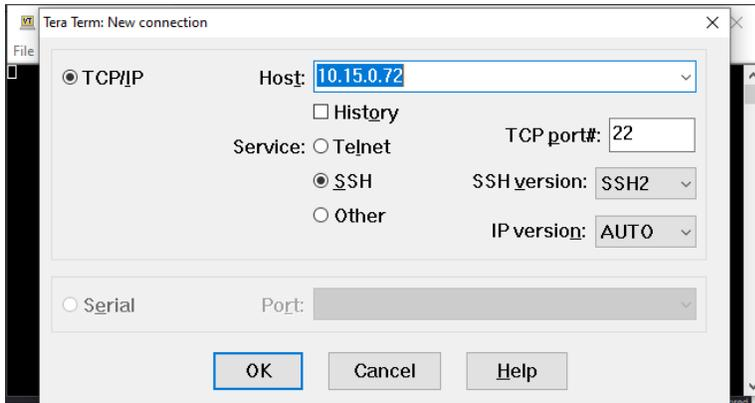 Tera Term: New connection
File
TCP/IP
Host: 10.15.0.72
History
Service: Telnet
TCP port#: 22
SSH
SSH version: SSH2
Other
IP version: AUTO
Serial
Port:
OK
Cancel
Help